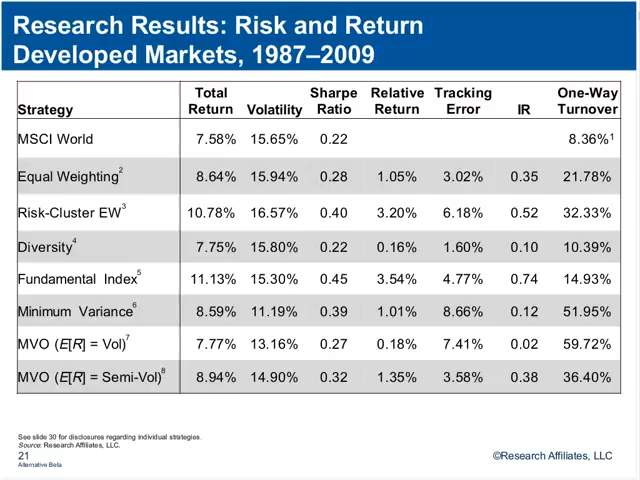 Research Results: Risk and Return
Developed Markets, 1987–2009
Strategy Total Return Volatility Sharpe Ratio Relative Return Tracking Error IR One-Way Turnover
MSCI World 7.58% 15.65% 0.22 8.36%1
Equal Weighting2 8.64% 15.94% 0.28 1.05% 3.02% 0.35 21.78%
Risk-Cluster EW3 10.78% 16.57% 0.40 3.20% 6.18% 0.52 32.33%
Diversity4 7.75% 15.80% 0.22 0.16% 1.60% 0.10 10.39%
Fundamental Index5 11.13% 15.30% 0.45 3.54% 4.77% 0.74 14.93%
Minimum Variance6 8.59% 11.19% 0.39 1.01% 8.66% 0.12 51.95%
MVO (E[R] = Vol)7 7.77% 13.16% 0.27 0.18% 7.41% 0.02 59.72%
MVO (E[R] = Semi-Vol)8 8.94% 14.90% 0.32 1.35% 3.58% 0.38 36.40%
See slide 30 for disclosures regarding individual strategies.
Source: Research Affiliates, LLC.
21
Alternative Beta
©Research Affiliates, LLC